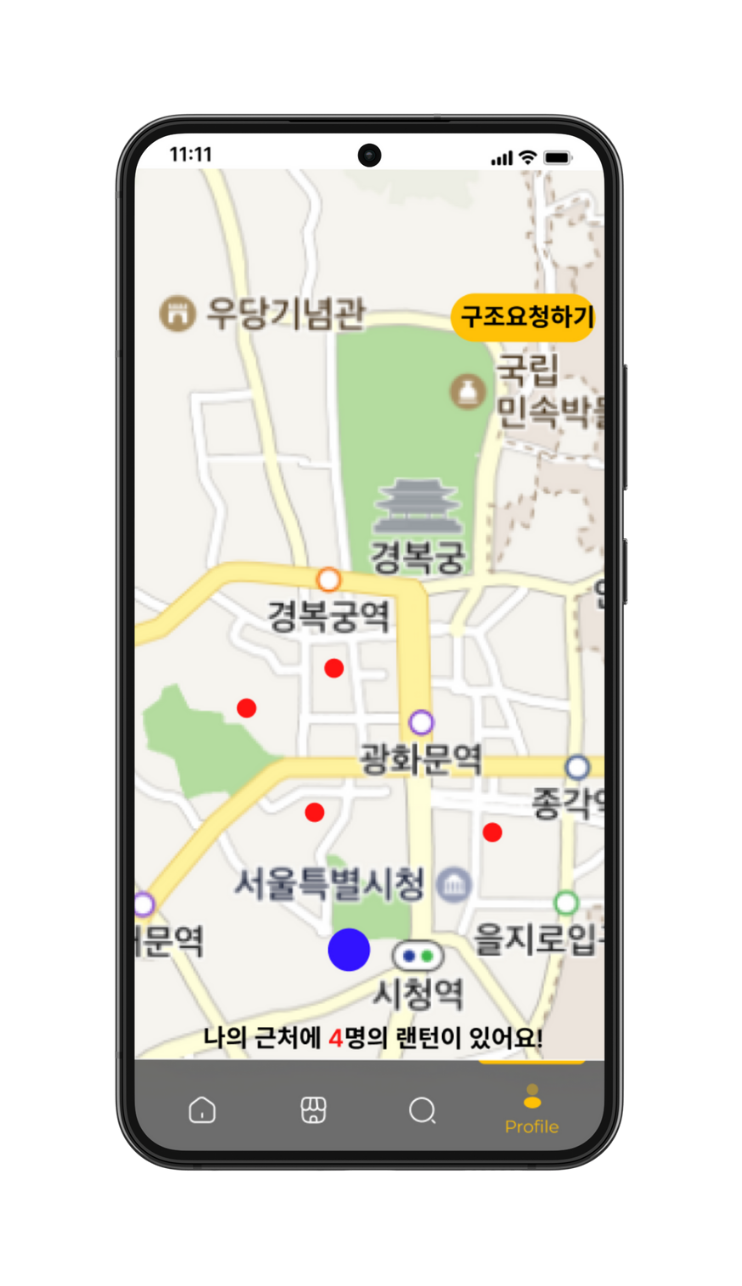 11:11
우당기념관
구조요청하기
국립
민속박
경복궁
경복궁역
광화문역
종각
서울특별시청
문역
을지로입
시청역
나의 근처에 4명의 랜턴이 있어요!
Profile